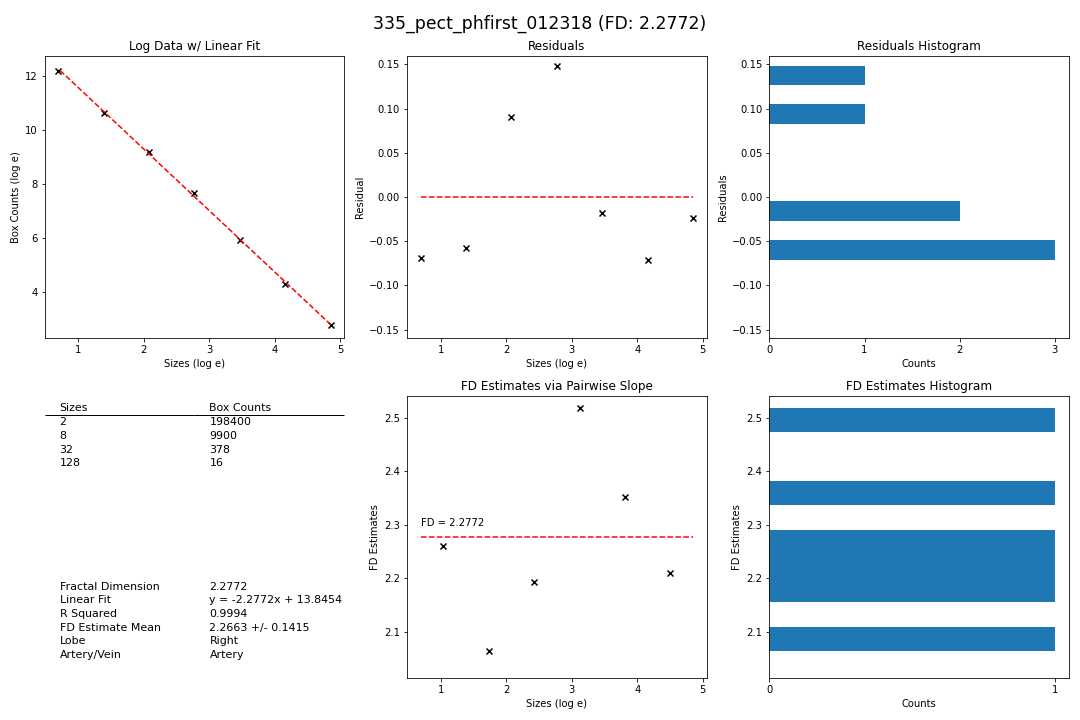 335_pect_phfirst_012318 (FD: 2.2772)
Log Data w/ Linear Fit
Box Counts (log e)
12
10
8
6
4
1 2 3 4 5
Sizes (log e)
Residuals
Residual
0.15
0.10
0.05
0.00
−0.05
−0.10
−0.15
1 2 3 4 5
Sizes (log e)
Residuals Histogram
Residuals
0.15
0.10
0.05
0.00
−0.05
−0.10
−0.15
0 1 2 3
Counts
Sizes Box Counts
2 198400
8 9900
32 378
128 16
Fractal Dimension 2.2772
Linear Fit y = -2.2772x + 13.8454
R Squared 0.9994
FD Estimate Mean 2.2663 +/- 0.1415
Lobe Right
Artery/Vein Artery
FD Estimates via Pairwise Slope
FD Estimates
2.5
2.4
2.3
2.2
2.1
FD = 2.2772
1 2 3 4 5
Sizes (log e)
FD Estimates Histogram
FD Estimates
2.5
2.4
2.3
2.2
2.1
0 1
Counts